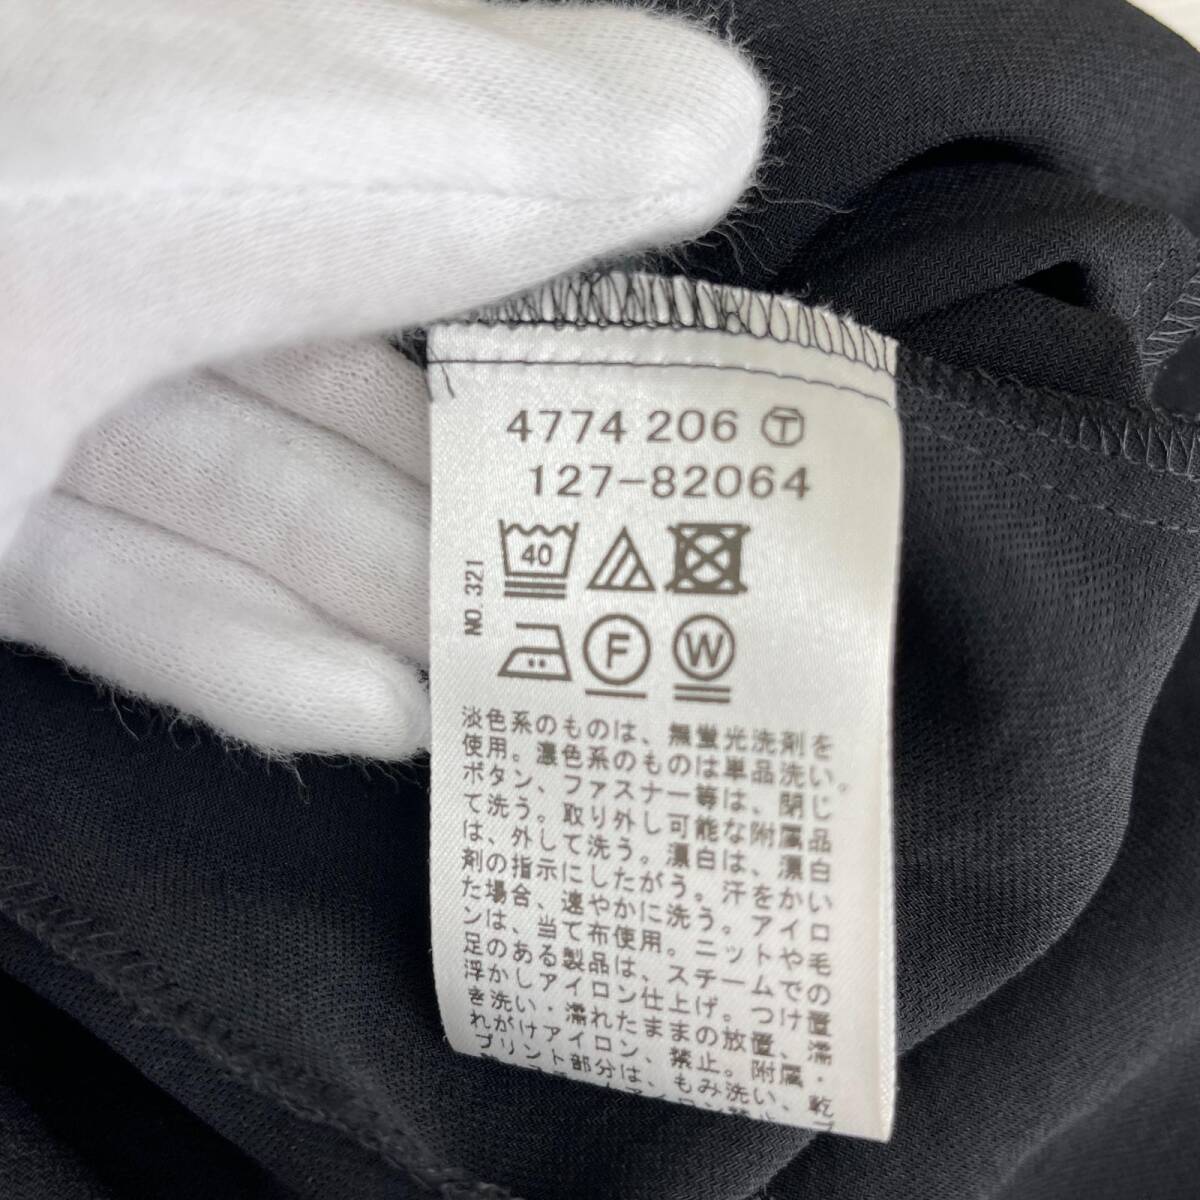 4774 206 Ⓣ
127-82064
NO. 321
40
F
W
淡色系のものは、無蛍光洗剤を
使用。濃色系のものは単品洗い。
ボタン、ファスナー等は、閉じ
て洗う。取り外し可能な附属品
は、外して洗う。漂白は、漂白
剤の指示にしたがう。汗をかい
た場合、速やかに洗う。アイロ
ンは、当て布使用。ニットや毛
足のある製品は、スチームでの
浮かしアイロン仕上げ。つけ置
き洗い・濡れたままの放置、濡
れがけアイロン、禁止。附属・
プリント部分は、もみ洗い、乾